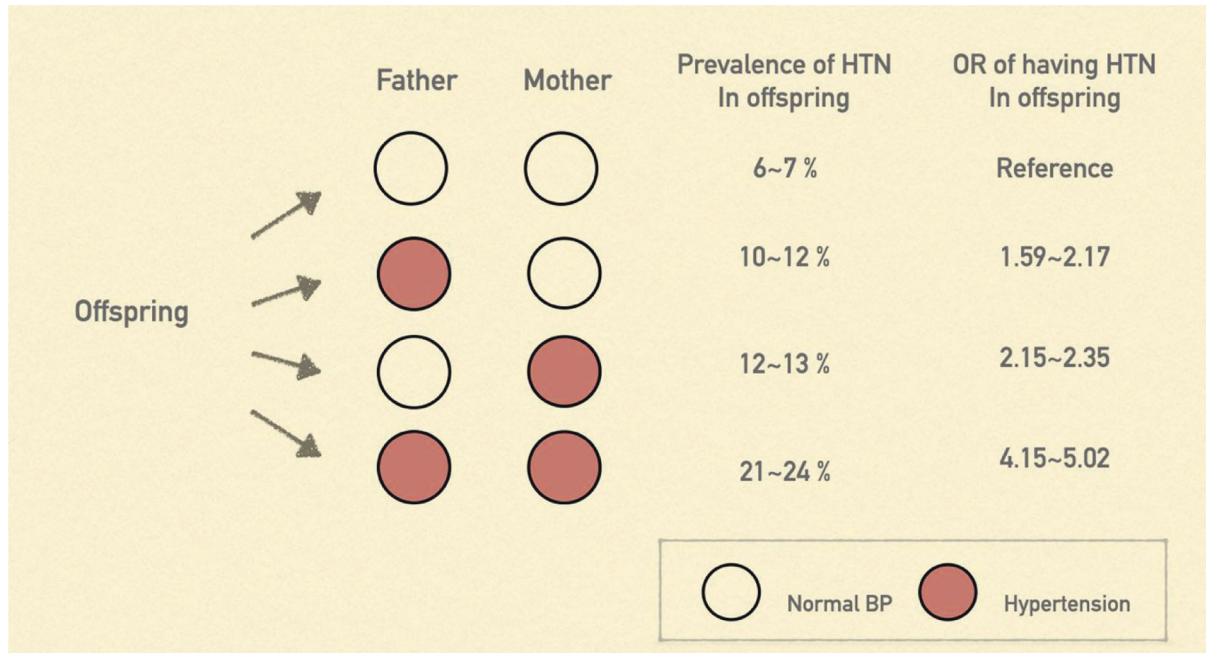 Father
Mother
Prevalence of HTN
In offspring
OR of having HTN
In offspring
6~7 %
Reference
10~12 %
1.59~2.17
Offspring
12~13 %
2.15~2.35
21~24 %
4.15~5.02
Normal BP
Hypertension